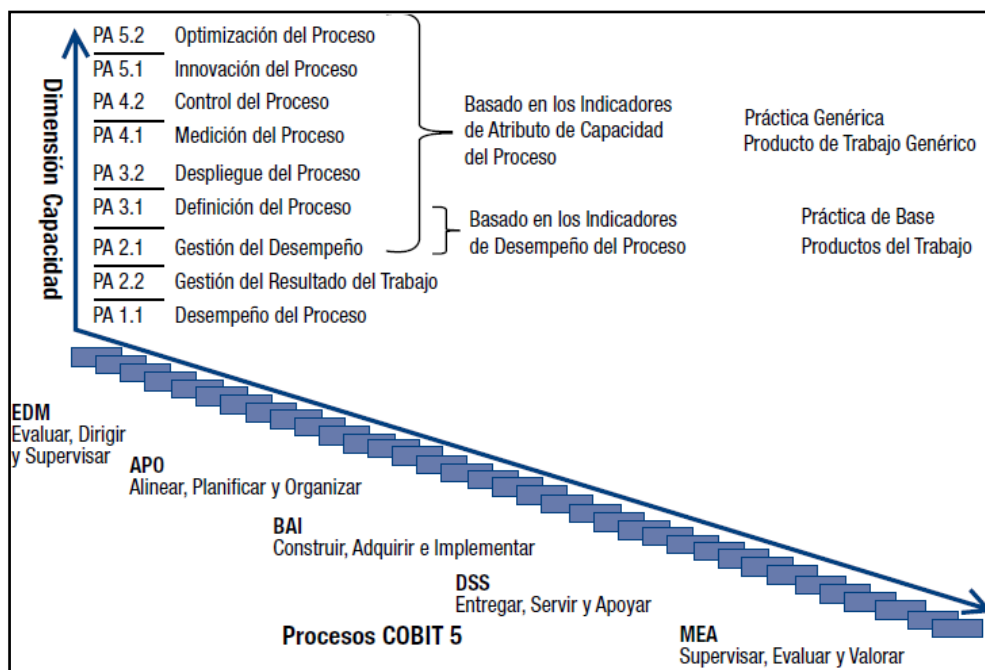 Dimensión Capacidad
PA 5.2 Optimización del Proceso
PA 5.1 Innovación del Proceso
PA 4.2 Control del Proceso
PA 4.1 Medición del Proceso
PA 3.2 Despliegue del Proceso
PA 3.1 Definición del Proceso
PA 2.1 Gestión del Desempeño
PA 2.2 Gestión del Resultado del Trabajo
PA 1.1 Desempeño del Proceso
Basado en los Indicadores
de Atributo de Capacidad
del Proceso
Práctica Genérica
Producto de Trabajo Genérico
Basado en los Indicadores
de Desempeño del Proceso
Práctica de Base
Productos del Trabajo
EDM
Evaluar, Dirigir
y Supervisar
APO
Alinear, Planificar y Organizar
BAI
Construir, Adquirir e Implementar
DSS
Entregar, Servir y Apoyar
MEA
Supervisar, Evaluar y Valorar
Procesos COBIT 5